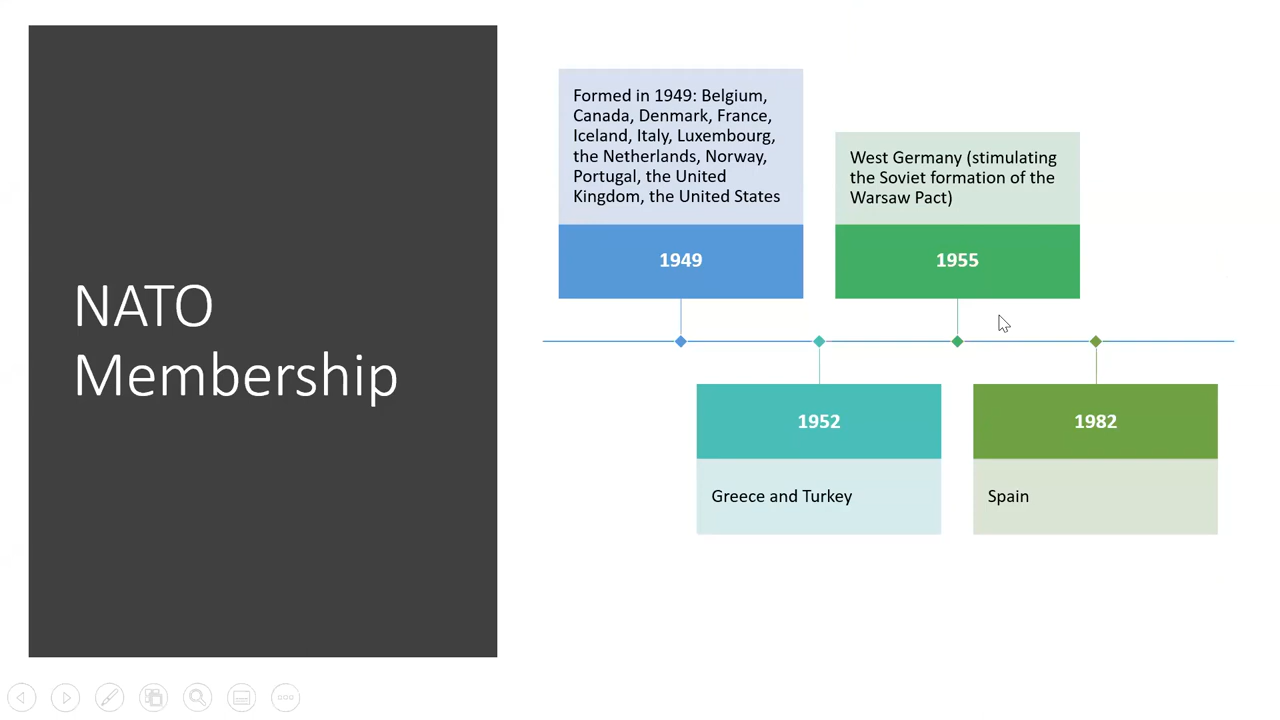 NATO
Membership
Formed in 1949: Belgium,
Canada, Denmark, France,
Iceland, Italy, Luxembourg,
the Netherlands, Norway,
Portugal, the United
Kingdom, the United States
1949
1952
Greece and Turkey
West Germany (stimulating
the Soviet formation of the
Warsaw Pact)
1955
1982
Spain